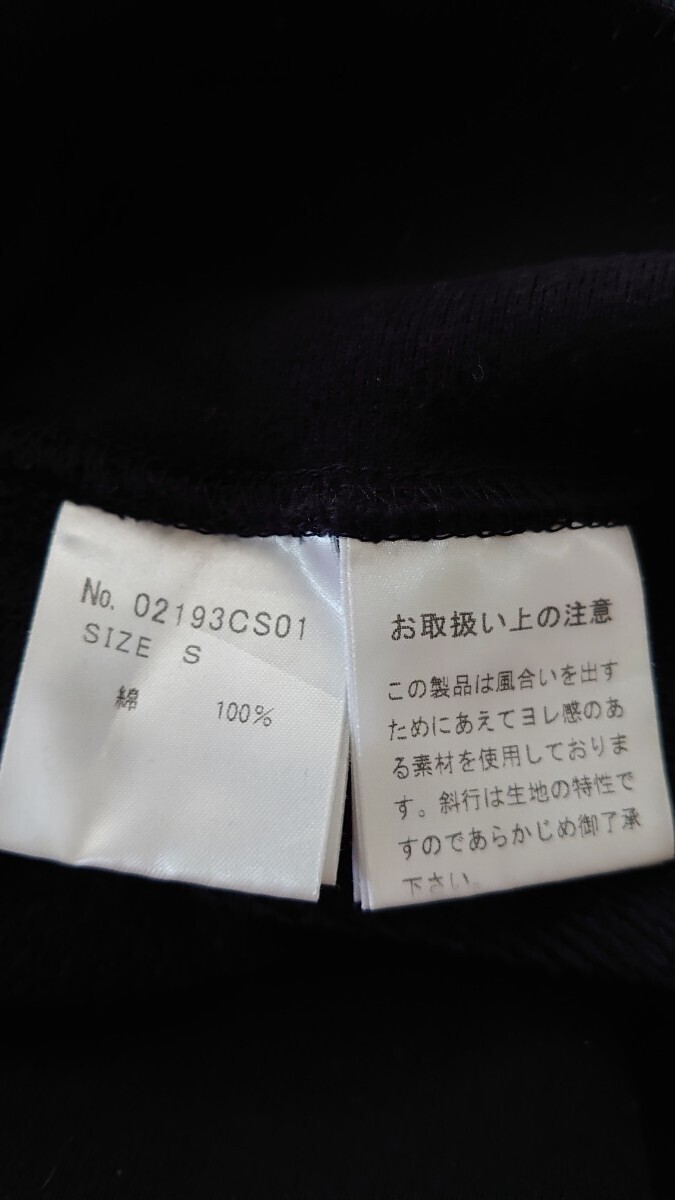 No. 02193CS01
SIZE S
綿 100%
お取扱い上の注意
この製品は風合いを出す
ためにあえてヨレ感のあ
る素材を使用しておりま
す。斜行は生地の特性で
すのであらかじめ御了承
下さい。